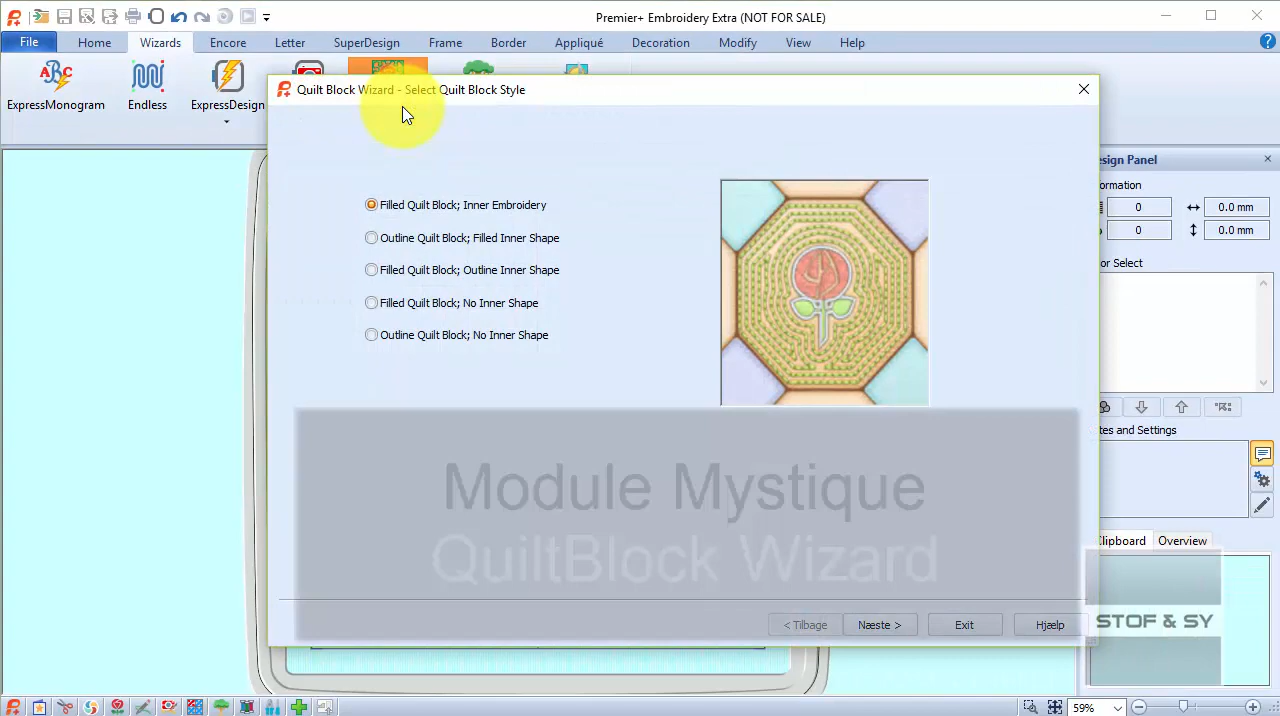 Premier+ Embroidery Extra (NOT FOR SALE)
File Home Wizards Encore Letter SuperDesign Frame Border Appliqué Decoration Modify View Help
ExpressMonogram Endless ExpressDesign
Quilt Block Wizard - Select Quilt Block Style
Filled Quilt Block; Inner Embroidery
Outline Quilt Block; Filled Inner Shape
Filled Quilt Block; Outline Inner Shape
Filled Quilt Block; No Inner Shape
Outline Quilt Block; No Inner Shape
Module Mystique
QuiltBlock Wizard
< Tilbage Næste > Exit Hjælp
esign Panel
ormation
0 0.0 mm
0 0.0 mm
or Select
tes and Settings
Clipboard Overview
STOF & SY
59%